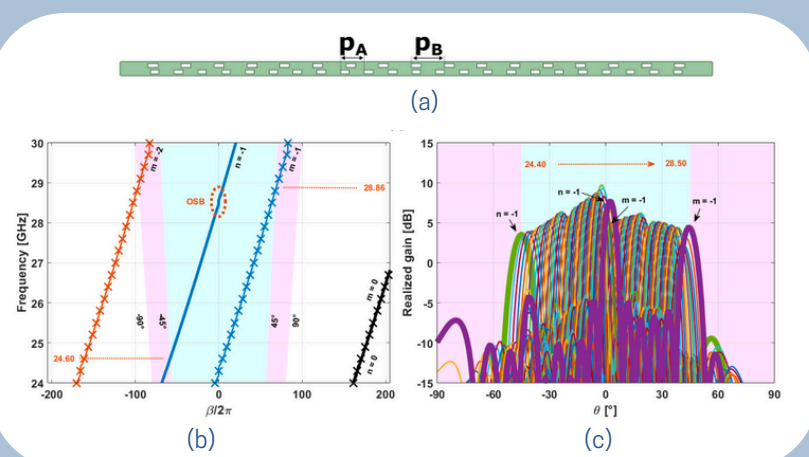 pA pB
(a)
30
29
28
27
26
25
24
-200 -100 0 100 200
Frequency [GHz]
β/2π
m = -2
n = -1
m = -1
m = 0
n = 0
OSB
28.86
24.60
-90° -45° 45° 90°
(b)
15
10
5
0
-5
-10
-15
-90 -60 -30 0 30 60 90
Realized gain [dB]
θ [°]
24.40 28.50
n = -1
n = -1
m = -1
m = -1
(c)